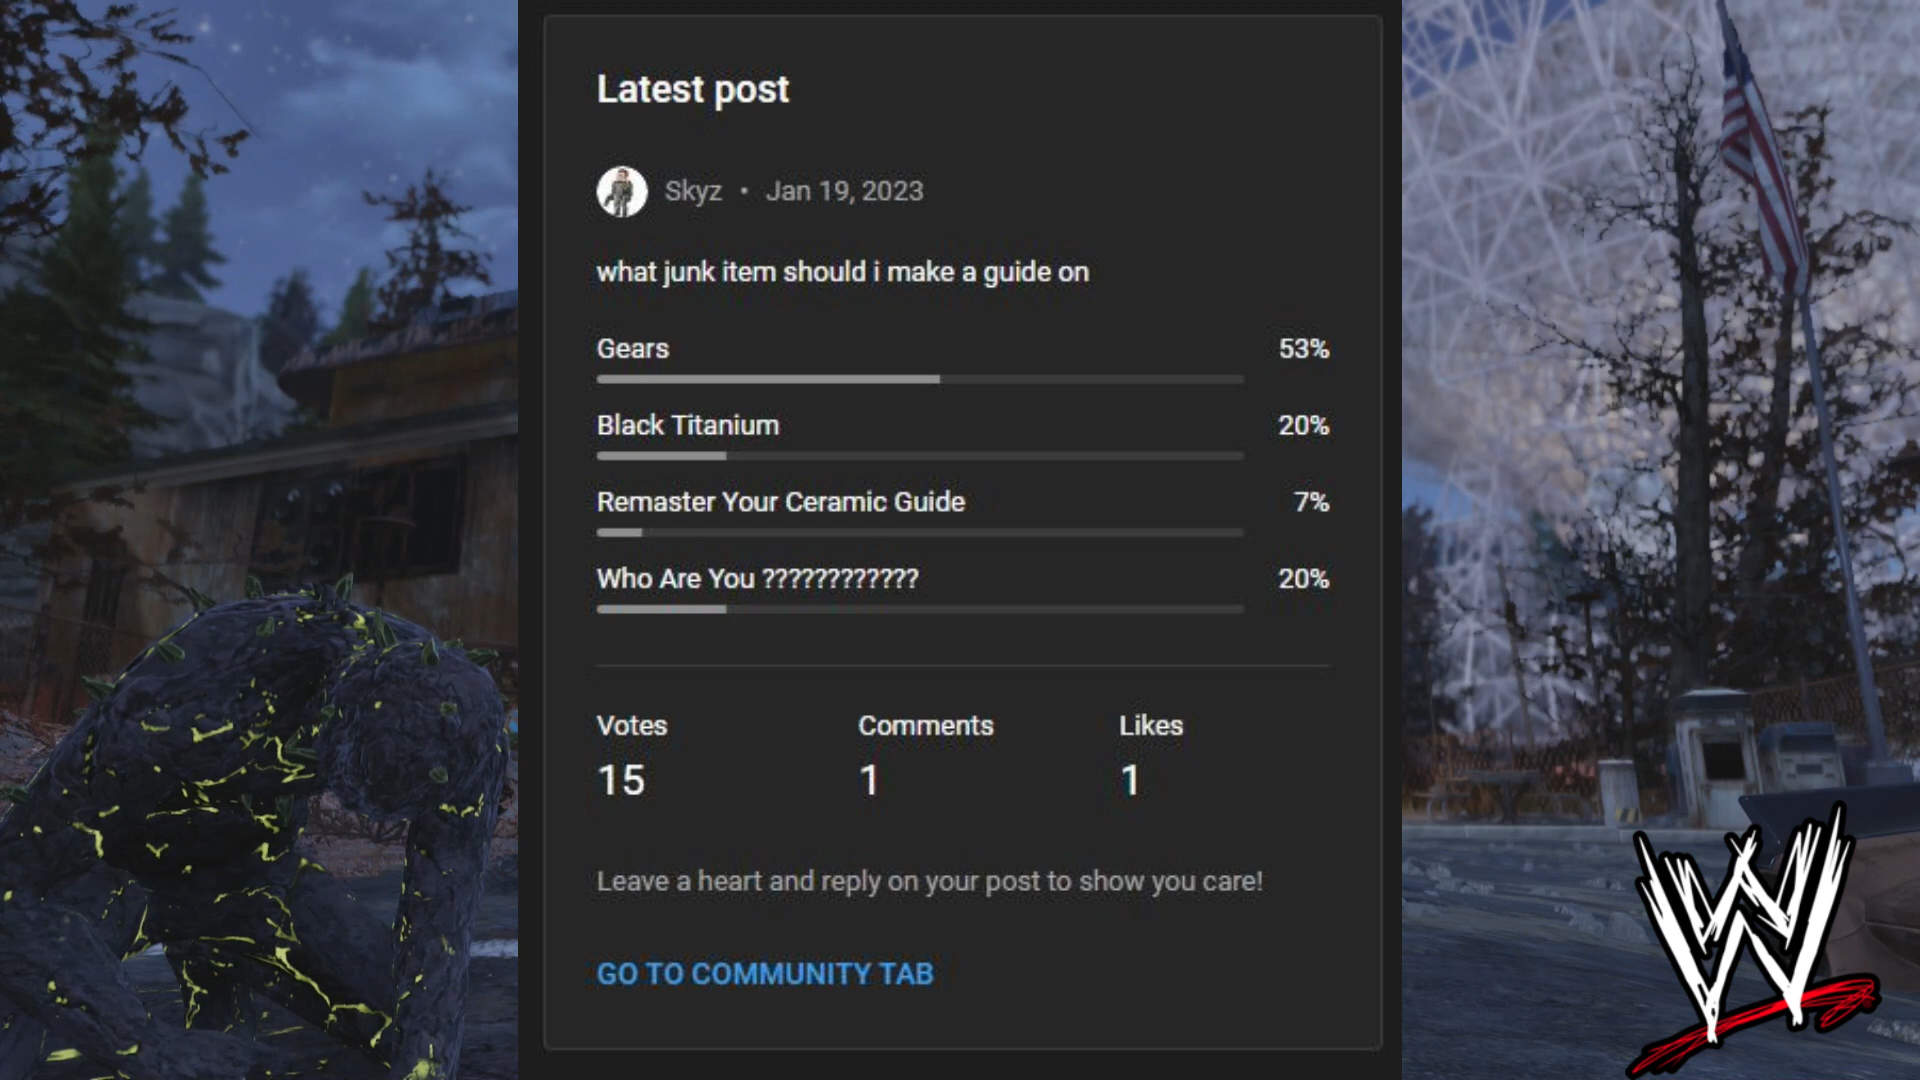 Latest post
Skyz • Jan 19, 2023
what junk item should i make a guide on
Gears 53%
Black Titanium 20%
Remaster Your Ceramic Guide 7%
Who Are You ???????????? 20%
Votes Comments Likes
15 1 1
Leave a heart and reply on your post to show you care!
GO TO COMMUNITY TAB
W